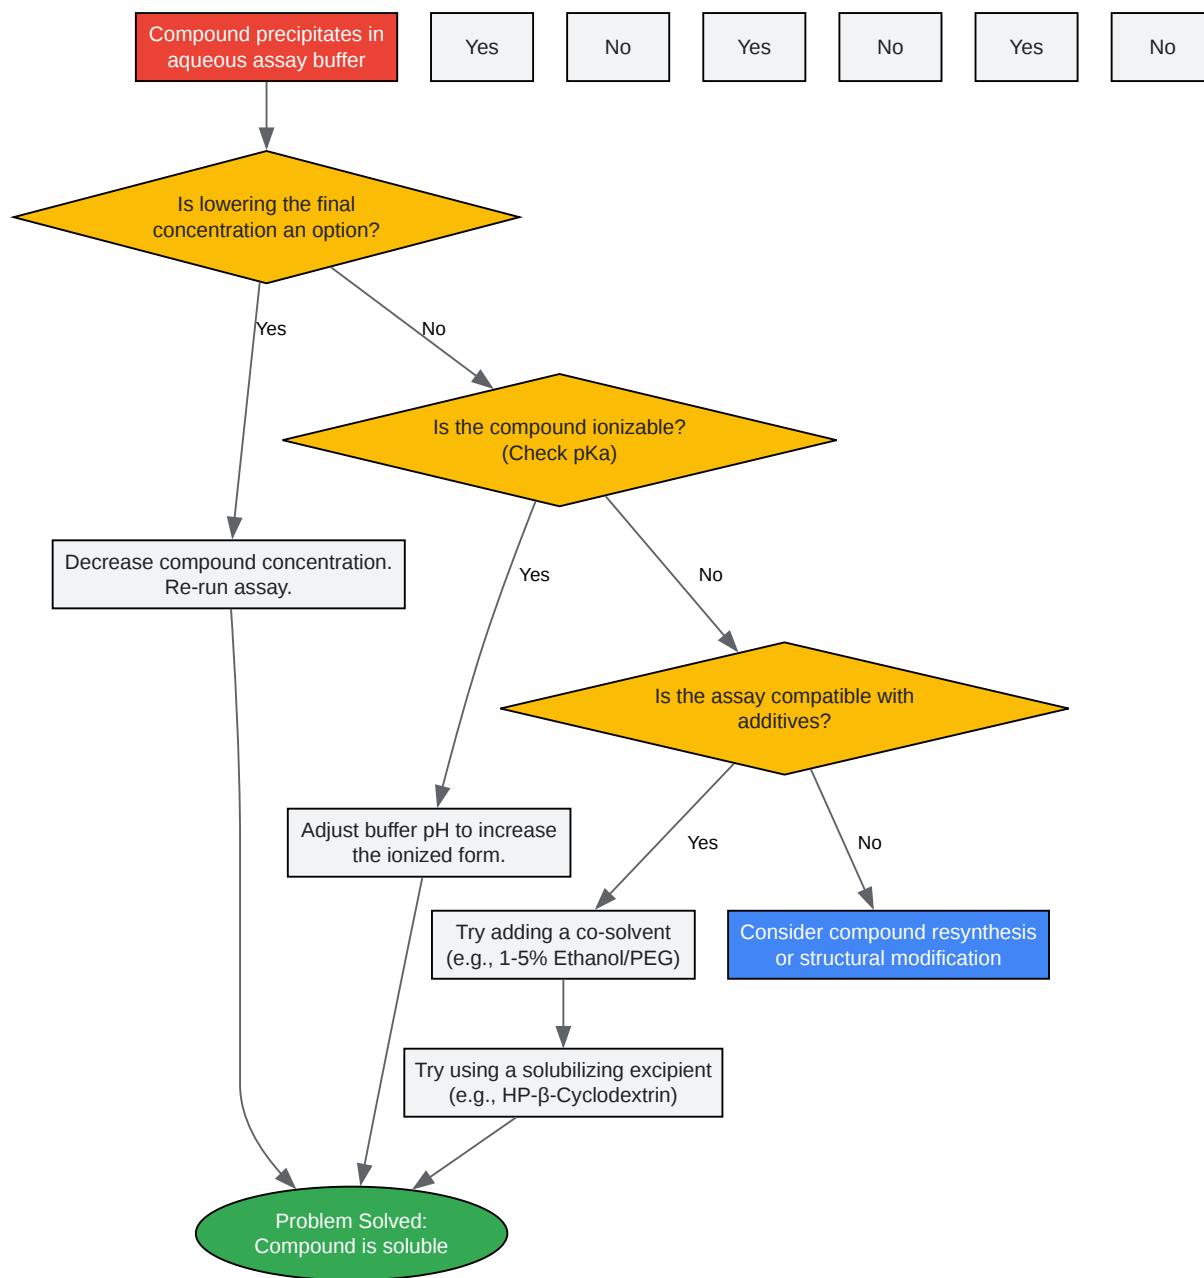 Compound precipitates in
aqueous assay buffer
Yes
No
Yes
No
Yes
No
Is lowering the final
concentration an option?
Yes
No
Is the compound ionizable?
(Check pKa)
Decrease compound concentration.
Re-run assay.
Yes
No
Is the assay compatible with
additives?
Adjust buffer pH to increase
the ionized form.
Yes
No
Try adding a co-solvent
(e.g., 1-5% Ethanol/PEG)
Consider compound resynthesis
or structural modification
Try using a solubilizing excipient
(e.g., HP-β-Cyclodextrin)
Problem Solved:
Compound is soluble